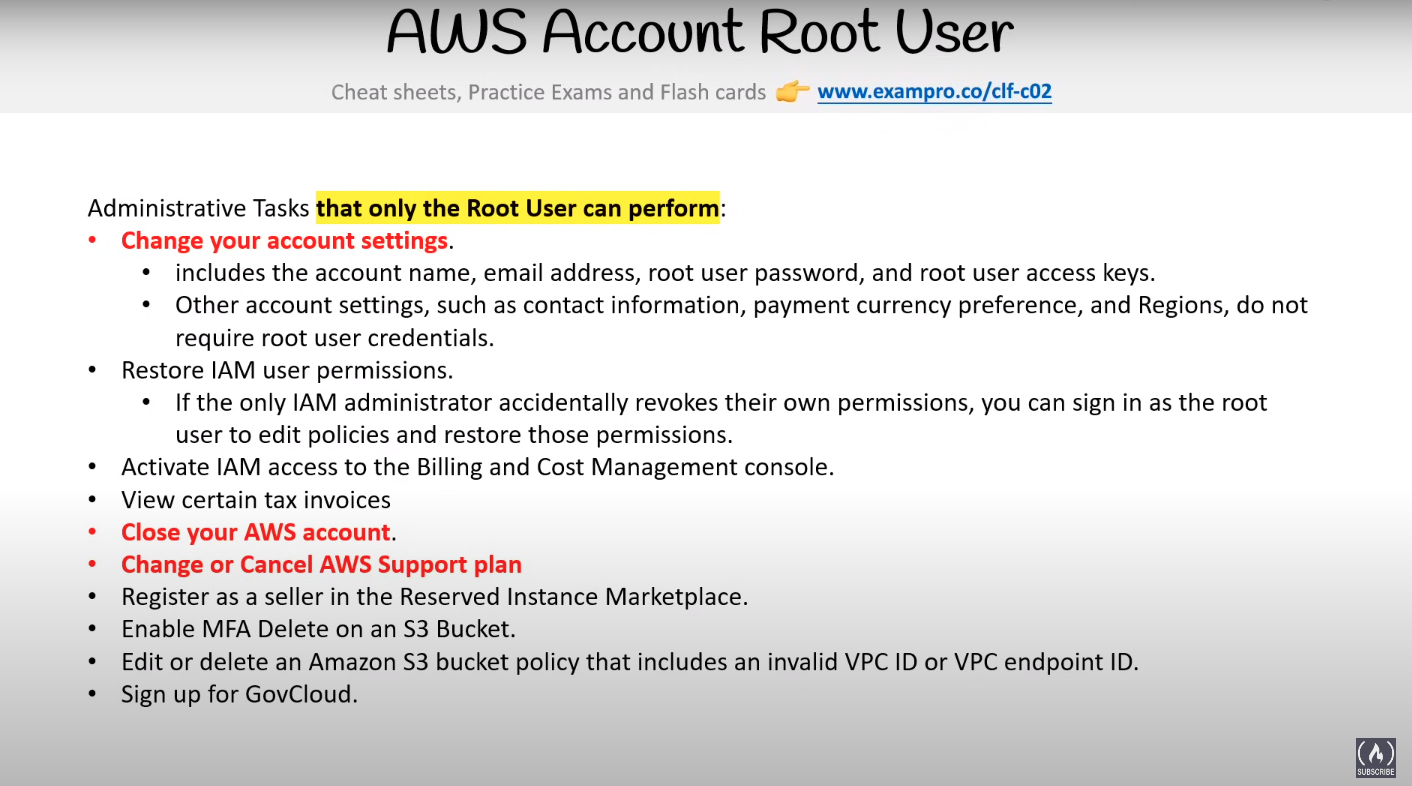 AWS Account Root User
Cheat sheets, Practice Exams and Flash cards 👉 www.exampro.co/clf-c02
Administrative Tasks that only the Root User can perform:
• Change your account settings.
• includes the account name, email address, root user password, and root user access keys.
• Other account settings, such as contact information, payment currency preference, and Regions, do not
require root user credentials.
• Restore IAM user permissions.
• If the only IAM administrator accidentally revokes their own permissions, you can sign in as the root
user to edit policies and restore those permissions.
• Activate IAM access to the Billing and Cost Management console.
• View certain tax invoices
• Close your AWS account.
• Change or Cancel AWS Support plan
• Register as a seller in the Reserved Instance Marketplace.
• Enable MFA Delete on an S3 Bucket.
• Edit or delete an Amazon S3 bucket policy that includes an invalid VPC ID or VPC endpoint ID.
• Sign up for GovCloud.
SUBSCRIBE